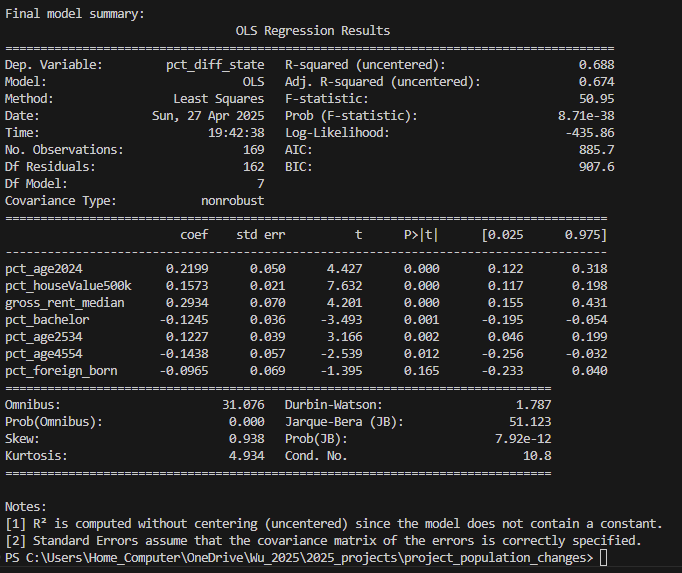 Final model summary:
OLS Regression Results
=======================================================================================
Dep. Variable: pct_diff_state R-squared (uncentered): 0.688
Model: OLS Adj. R-squared (uncentered): 0.674
Method: Least Squares F-statistic: 50.95
Date: Sun, 27 Apr 2025 Prob (F-statistic): 8.71e-38
Time: 19:42:38 Log-Likelihood: -435.86
No. Observations: 169 AIC: 885.7
Df Residuals: 162 BIC: 907.6
Df Model: 7
Covariance Type: nonrobust
======================================================================================
coef std err t P>|t| [0.025 0.975]
--------------------------------------------------------------------------------------
pct_age2024 0.2199 0.050 4.427 0.000 0.122 0.318
pct_houseValue500k 0.1573 0.021 7.632 0.000 0.117 0.198
gross_rent_median 0.2934 0.070 4.201 0.000 0.155 0.431
pct_bachelor -0.1245 0.036 -3.493 0.001 -0.195 -0.054
pct_age2534 0.1227 0.039 3.166 0.002 0.046 0.199
pct_age4554 -0.1438 0.057 -2.539 0.012 -0.256 -0.032
pct_foreign_born -0.0965 0.069 -1.395 0.165 -0.233 0.040
==============================================================================
Omnibus: 31.076 Durbin-Watson: 1.787
Prob(Omnibus): 0.000 Jarque-Bera (JB): 51.123
Skew: 0.938 Prob(JB): 7.92e-12
Kurtosis: 4.934 Cond. No. 10.8
==============================================================================
Notes:
[1] R² is computed without centering (uncentered) since the model does not contain a constant.
[2] Standard Errors assume that the covariance matrix of the errors is correctly specified.
PS C:\Users\Home_Computer\OneDrive\Wu_2025\2025_projects\project_population_changes>